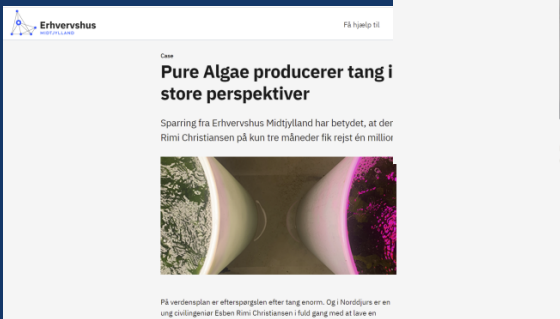 Erhvervshus
MIDTJYLLAND
Få hjælp til
Case
Pure Algae producerer tang i
store perspektiver
Sparring fra Erhvervshus Midtjylland har betydet, at der
Rimi Christiansen på kun tre måneder fik rejst én million
På verdensplan er efterspørgslen efter tang enorm. Og i Norddjurs er en
ung civilingeniør Esben Rimi Christiansen i fuld gang med at lave en